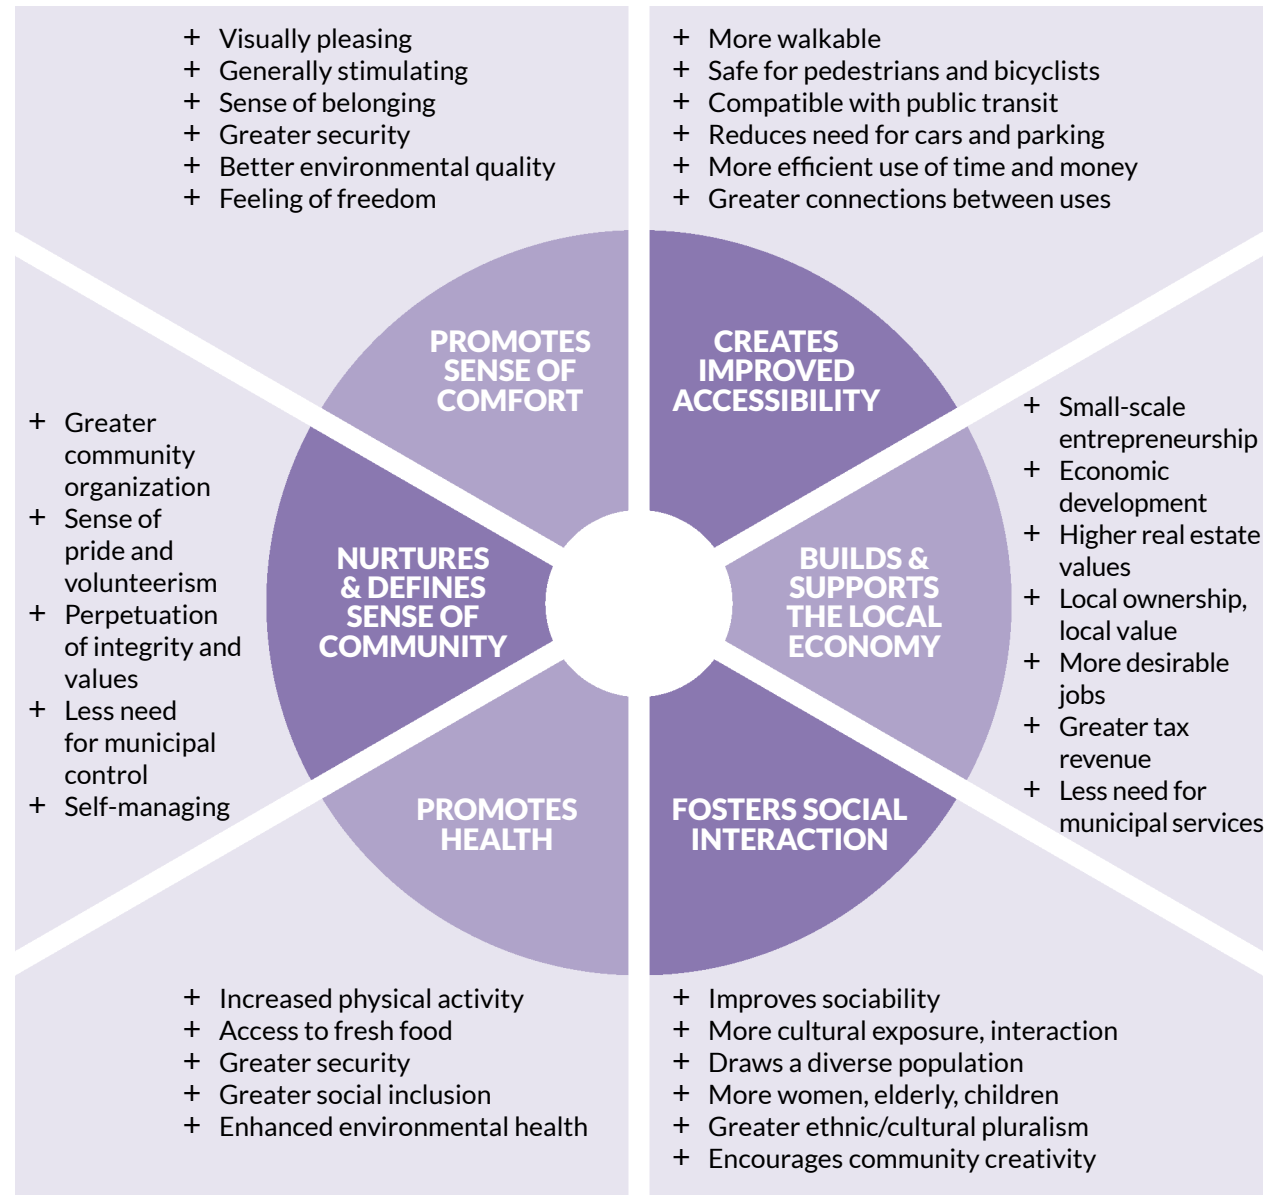 + Visually pleasing
+ Generally stimulating
+ Sense of belonging
+ Greater security
+ Better environmental quality
+ Feeling of freedom
PROMOTES
SENSE OF
COMFORT
+ More walkable
+ Safe for pedestrians and bicyclists
+ Compatible with public transit
+ Reduces need for cars and parking
+ More efficient use of time and money
+ Greater connections between uses
CREATES
IMPROVED
ACCESSIBILITY
+ Greater
community
organization
+ Sense of
pride and
volunteerism
+ Perpetuation
of integrity and
values
+ Less need
for municipal
control
+ Self-managing
NURTURES
& DEFINES
SENSE OF
COMMUNITY
BUILDS &
SUPPORTS
THE LOCAL
ECONOMY
+ Small-scale
entrepreneurship
+ Economic
development
+ Higher real estate
values
+ Local ownership,
local value
+ More desirable
jobs
+ Greater tax
revenue
+ Less need for
municipal services
PROMOTES
HEALTH
+ Increased physical activity
+ Access to fresh food
+ Greater security
+ Greater social inclusion
+ Enhanced environmental health
FOSTERS SOCIAL
INTERACTION
+ Improves sociability
+ More cultural exposure, interaction
+ Draws a diverse population
+ More women, elderly, children
+ Greater ethnic/cultural pluralism
+ Encourages community creativity